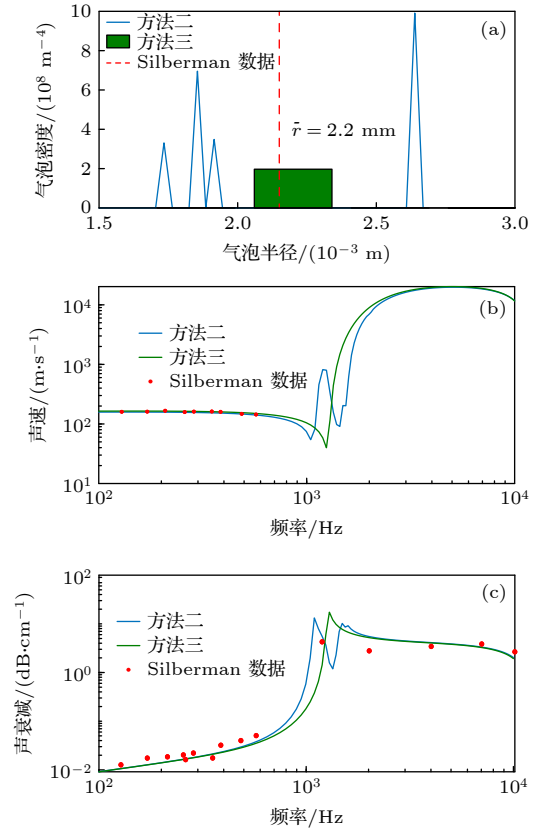 方法二
方法三
Silberman 数据
(a)
r̄ = 2.2 mm
气泡密度/(10⁸ m⁻⁴)
10
8
6
4
2
0
1.5 2.0 2.5 3.0
气泡半径/(10⁻³ m)
(b)
方法二
方法三
Silberman 数据
声速/(m·s⁻¹)
10⁴
10³
10²
10¹
10² 10³ 10⁴
频率/Hz
(c)
方法二
方法三
Silberman 数据
声衰减/(dB·cm⁻¹)
10²
10⁰
10⁻²
10² 10³ 10⁴
频率/Hz